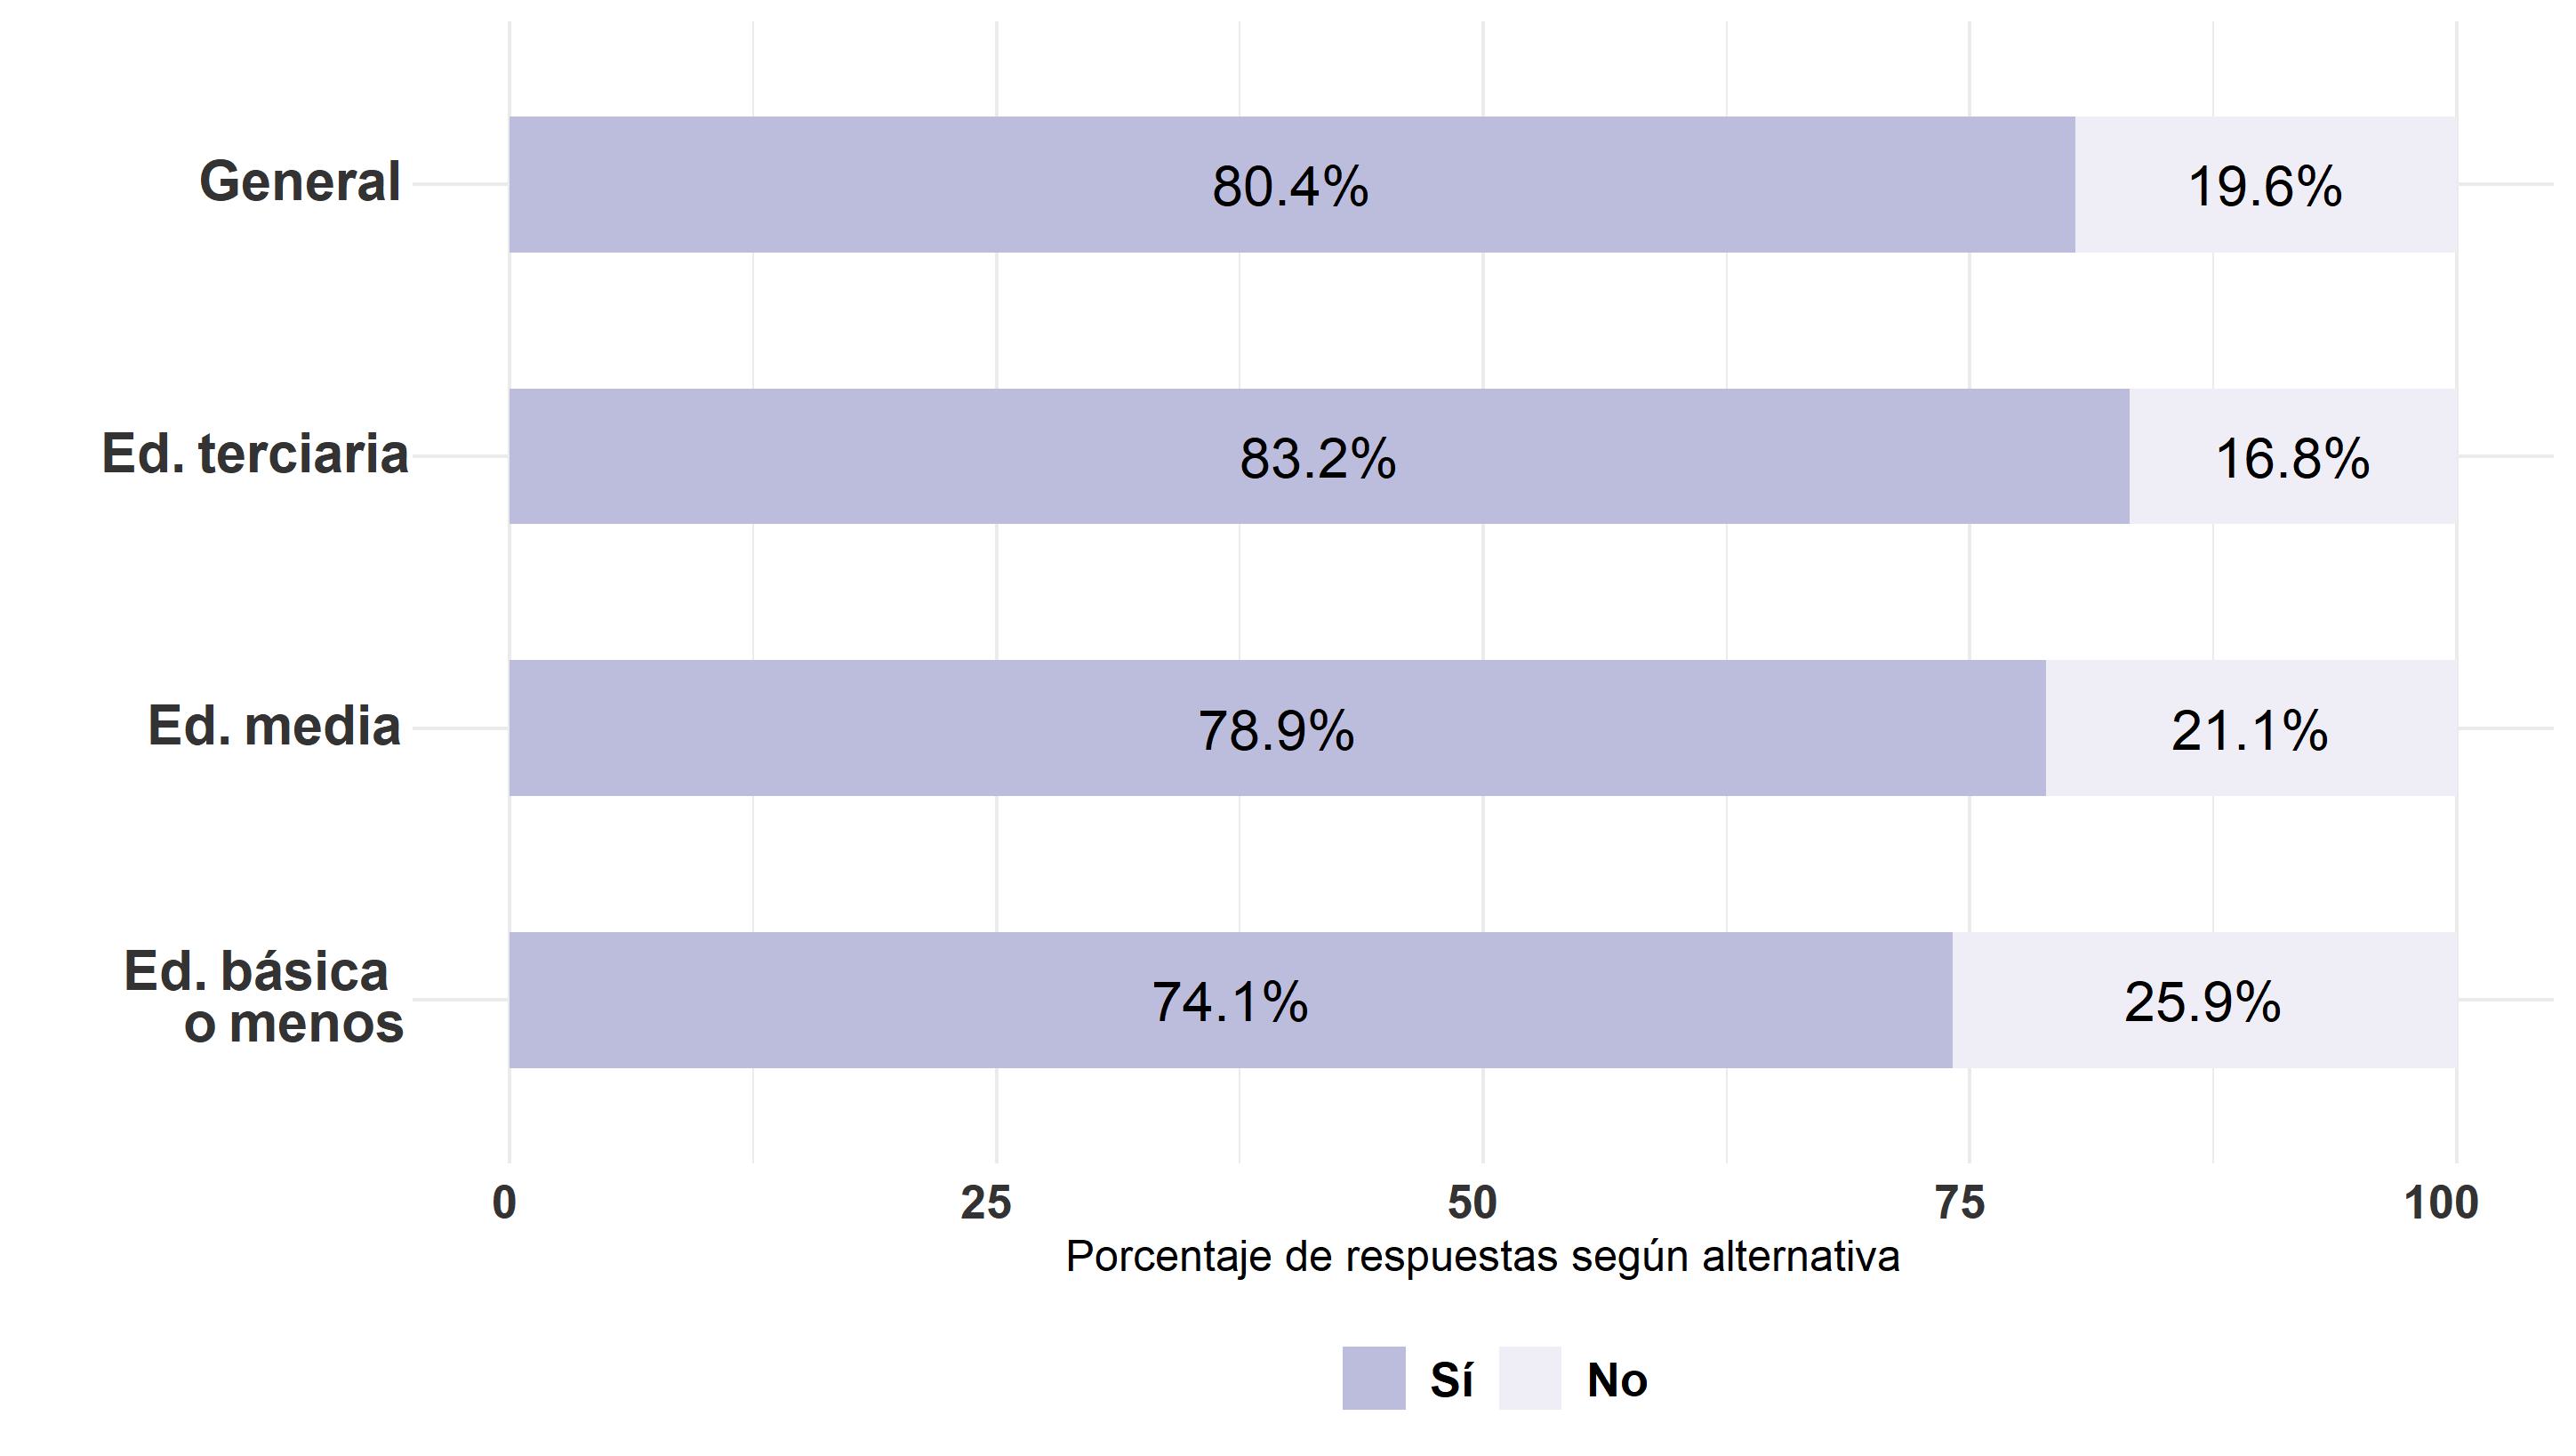 General
80.4%
19.6%
Ed. terciaria
83.2%
16.8%
Ed. media
78.9%
21.1%
Ed. básica
o menos
74.1%
25.9%
0 25 50 75 100
Porcentaje de respuestas según alternativa
Sí No